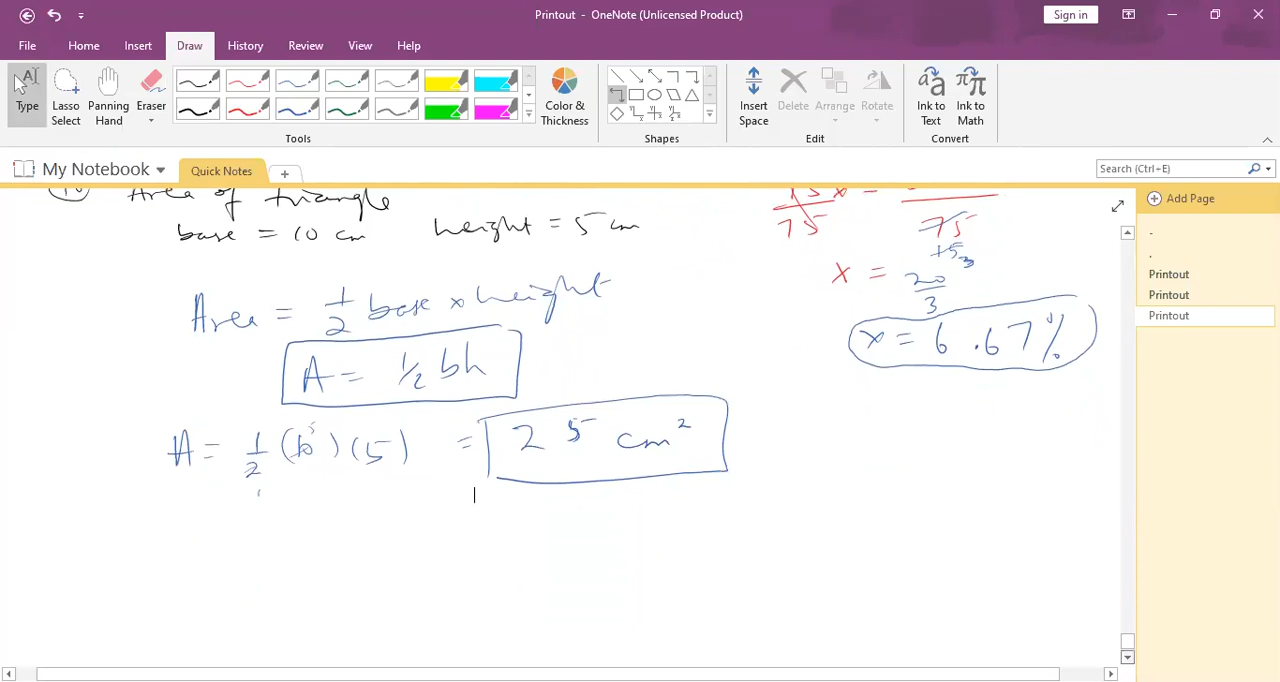 Printout - OneNote (Unlicensed Product)
Sign in
File Home Insert Draw History Review View Help
Type
Lasso Select
Panning Hand
Eraser
Color & Thickness
Insert Space
Delete
Arrange
Rotate
Ink to Text
Ink to Math
Tools
Shapes
Edit
Convert
My Notebook
Quick Notes
Search (Ctrl+E)
Add Page
-
.
Printout
Printout
Printout
Area of triangle
base = 10 cm height = 5 cm
Area = 1/2 base × height
A = 1/2 bh
A = 1/2 (10) (5) = 25 cm²
75 75
x = 20/3
x = 6.67%